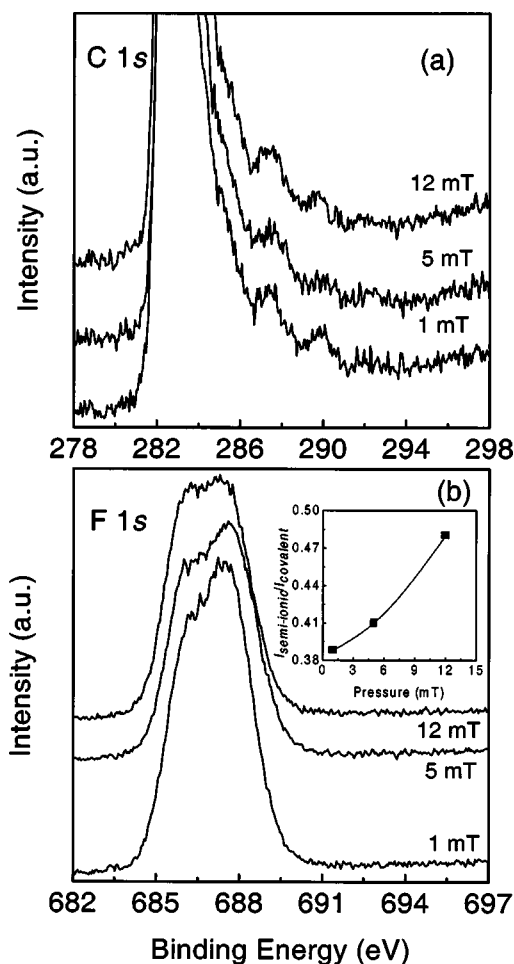 C 1s
(a)
12 mT
5 mT
1 mT
Intensity (a.u.)
278 282 286 290 294 298
F 1s
(b)
0.50
0.47
0.44
0.41
0.38
0 3 6 9 12 15
Pressure (mT)
Isemi-ionic/Icovalent
12 mT
5 mT
1 mT
Intensity (a.u.)
682 685 688 691 694 697
Binding Energy (eV)